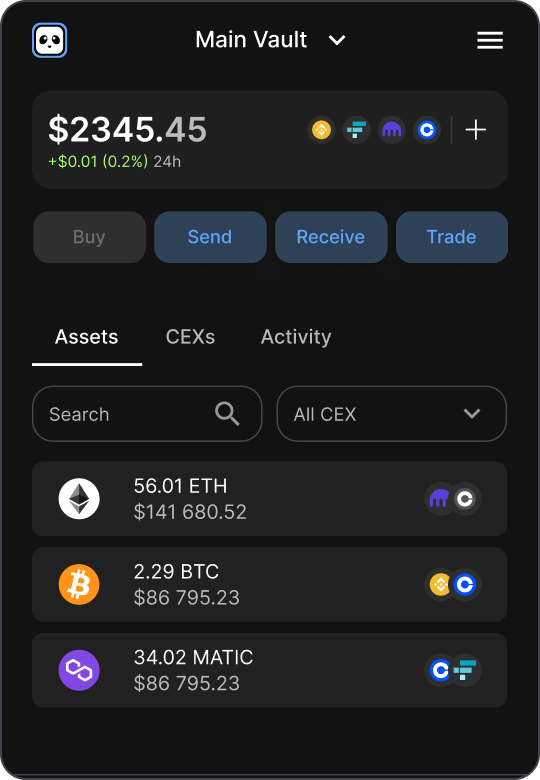 Main Vault
$2345.45
+$0.01 (0.2%) 24h
Buy
Send
Receive
Trade
Assets
CEXs
Activity
Search
All CEX
56.01 ETH
$141 680.52
2.29 BTC
$86 795.23
34.02 MATIC
$86 795.23